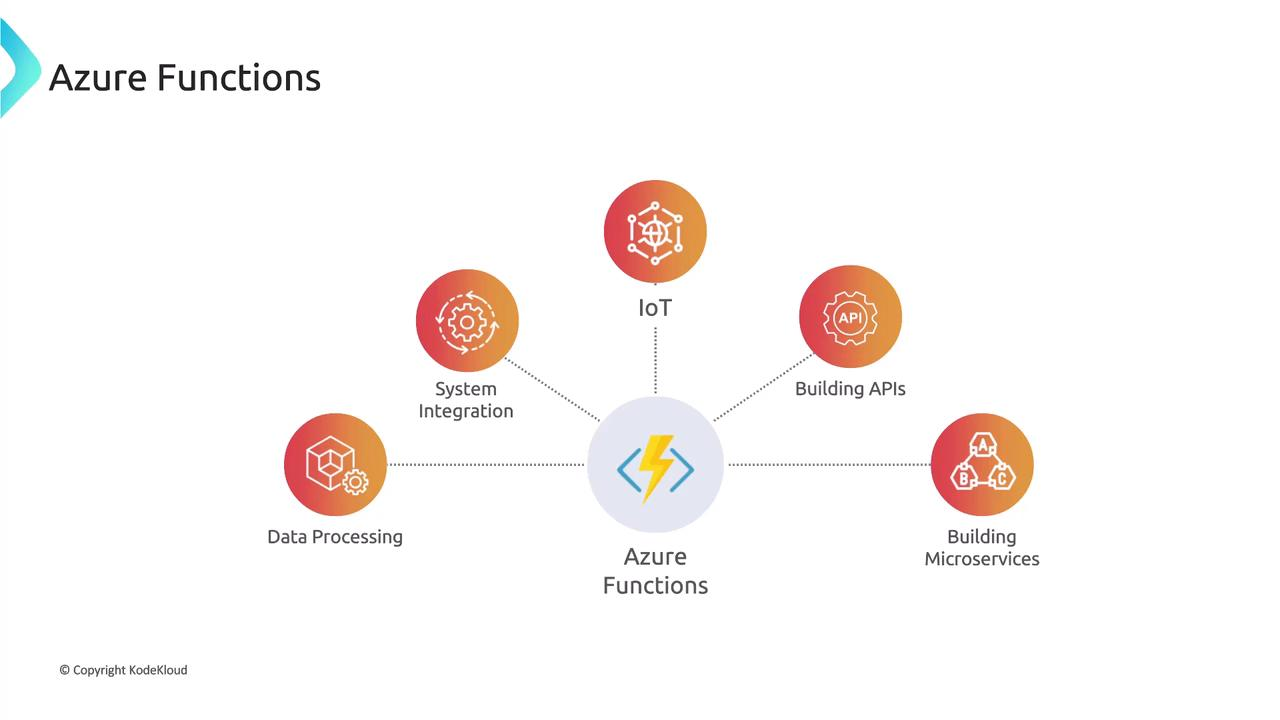 Azure Functions
IoT
API
System
Integration
Building APIs
A
B
C
Data Processing
Building
Microservices
Azure
Functions
© Copyright KodeKloud